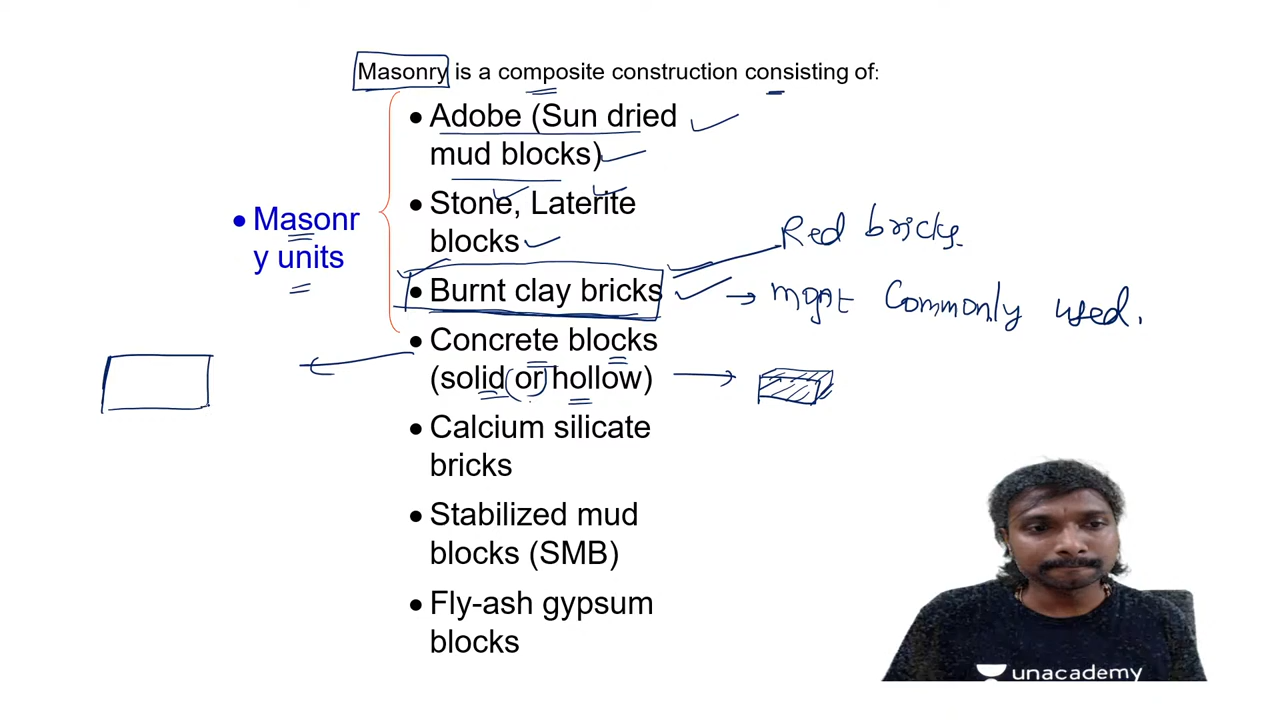 Masonry is a composite construction consisting of:
• Adobe (Sun dried
mud blocks)
• Stone, Laterite
blocks
• Masonr
y units
Red bricks.
• Burnt clay bricks
→ most Commonly used.
• Concrete blocks
(solid or hollow)
• Calcium silicate
bricks
• Stabilized mud
blocks (SMB)
• Fly-ash gypsum
blocks
unacademy